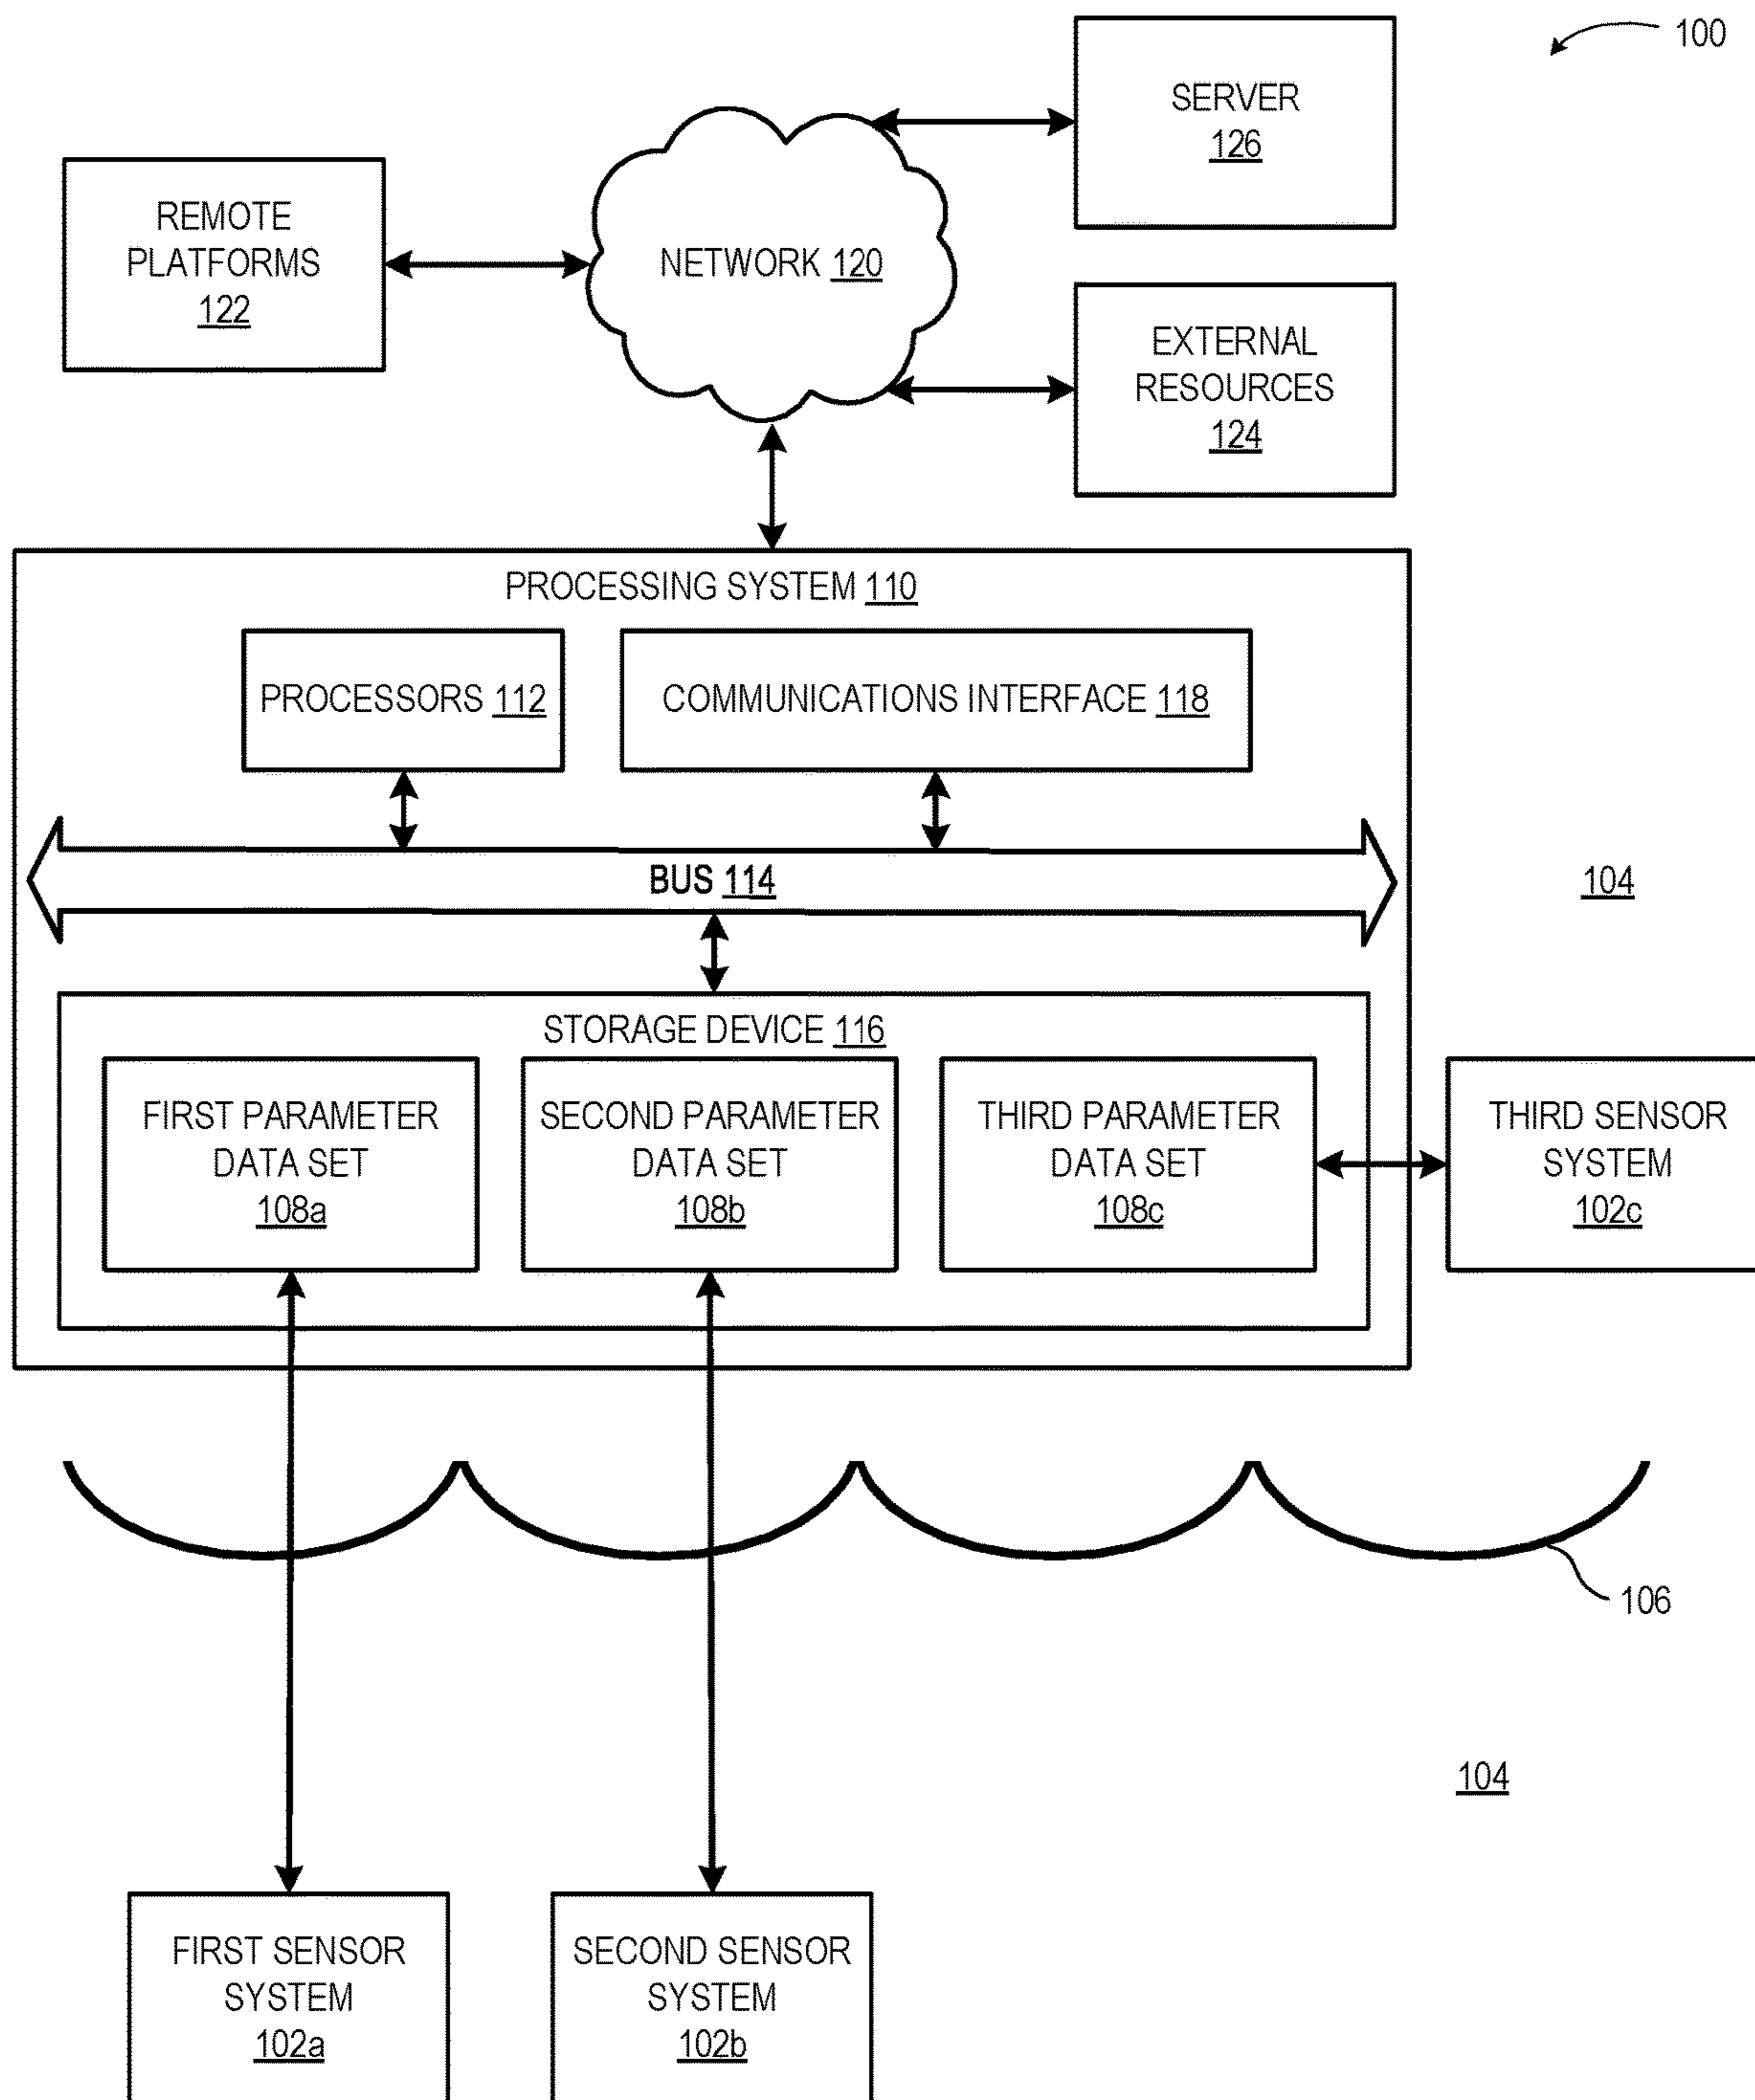 100
SERVER
126
REMOTE
PLATFORMS
122
NETWORK 120
EXTERNAL
RESOURCES
124
PROCESSING SYSTEM 110
PROCESSORS 112
COMMUNICATIONS INTERFACE 118
BUS 114
104
STORAGE DEVICE 116
FIRST PARAMETER
DATA SET
108a
SECOND PARAMETER
DATA SET
108b
THIRD PARAMETER
DATA SET
108c
THIRD SENSOR
SYSTEM
102c
106
104
FIRST SENSOR
SYSTEM
102a
SECOND SENSOR
SYSTEM
102b